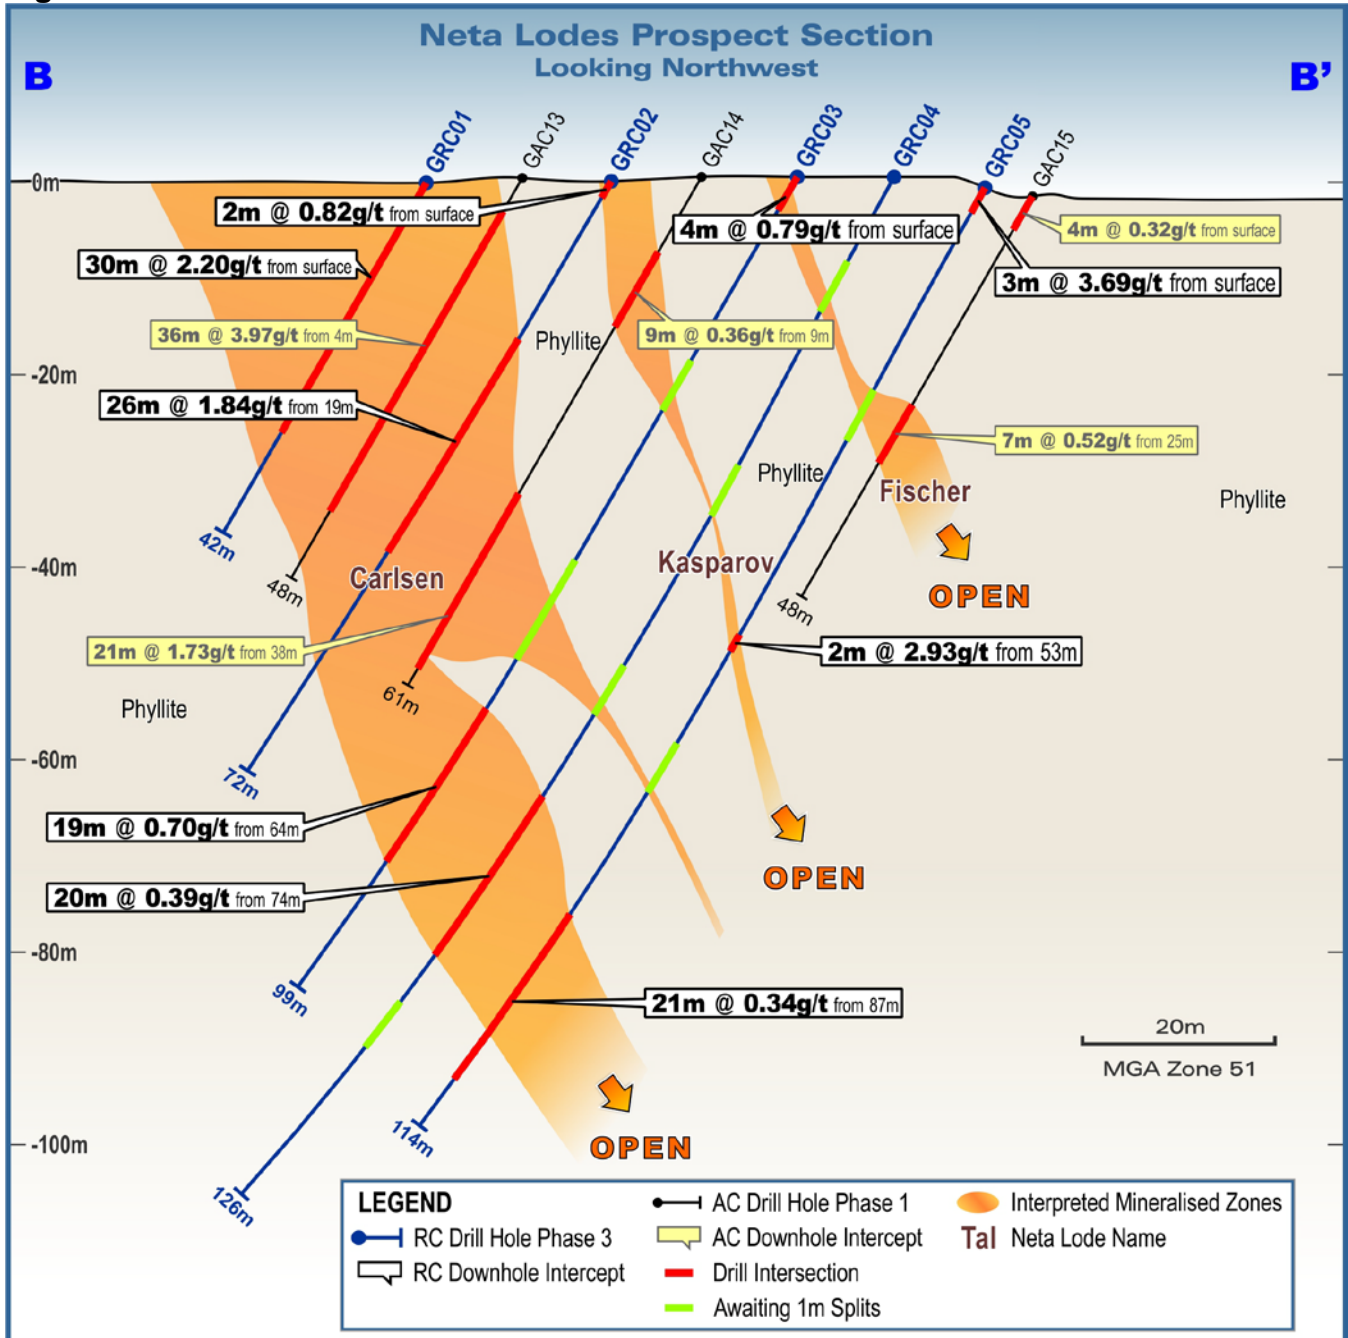 Neta Lodes Prospect Section
Looking Northwest
B
B'
GRC01
GAC13
GRC02
GAC14
GRC03
GRC04
GRC05
GAC15
0m
2m @ 0.82g/t from surface
4m @ 0.79g/t from surface
4m @ 0.32g/t from surface
30m @ 2.20g/t from surface
3m @ 3.69g/t from surface
36m @ 3.97g/t from 4m
Phyllite
9m @ 0.36g/t from 9m
-20m
26m @ 1.84g/t from 19m
7m @ 0.52g/t from 25m
Phyllite
Fischer
Phyllite
42m
-40m
48m
Carlsen
Kasparov
OPEN
48m
21m @ 1.73g/t from 38m
2m @ 2.93g/t from 53m
61m
Phyllite
-60m
72m
19m @ 0.70g/t from 64m
OPEN
20m @ 0.39g/t from 74m
-80m
99m
21m @ 0.34g/t from 87m
20m
MGA Zone 51
114m
-100m
OPEN
126m
LEGEND
RC Drill Hole Phase 3
RC Downhole Intercept
AC Drill Hole Phase 1
AC Downhole Intercept
Drill Intersection
Awaiting 1m Splits
Interpreted Mineralised Zones
Tal Neta Lode Name